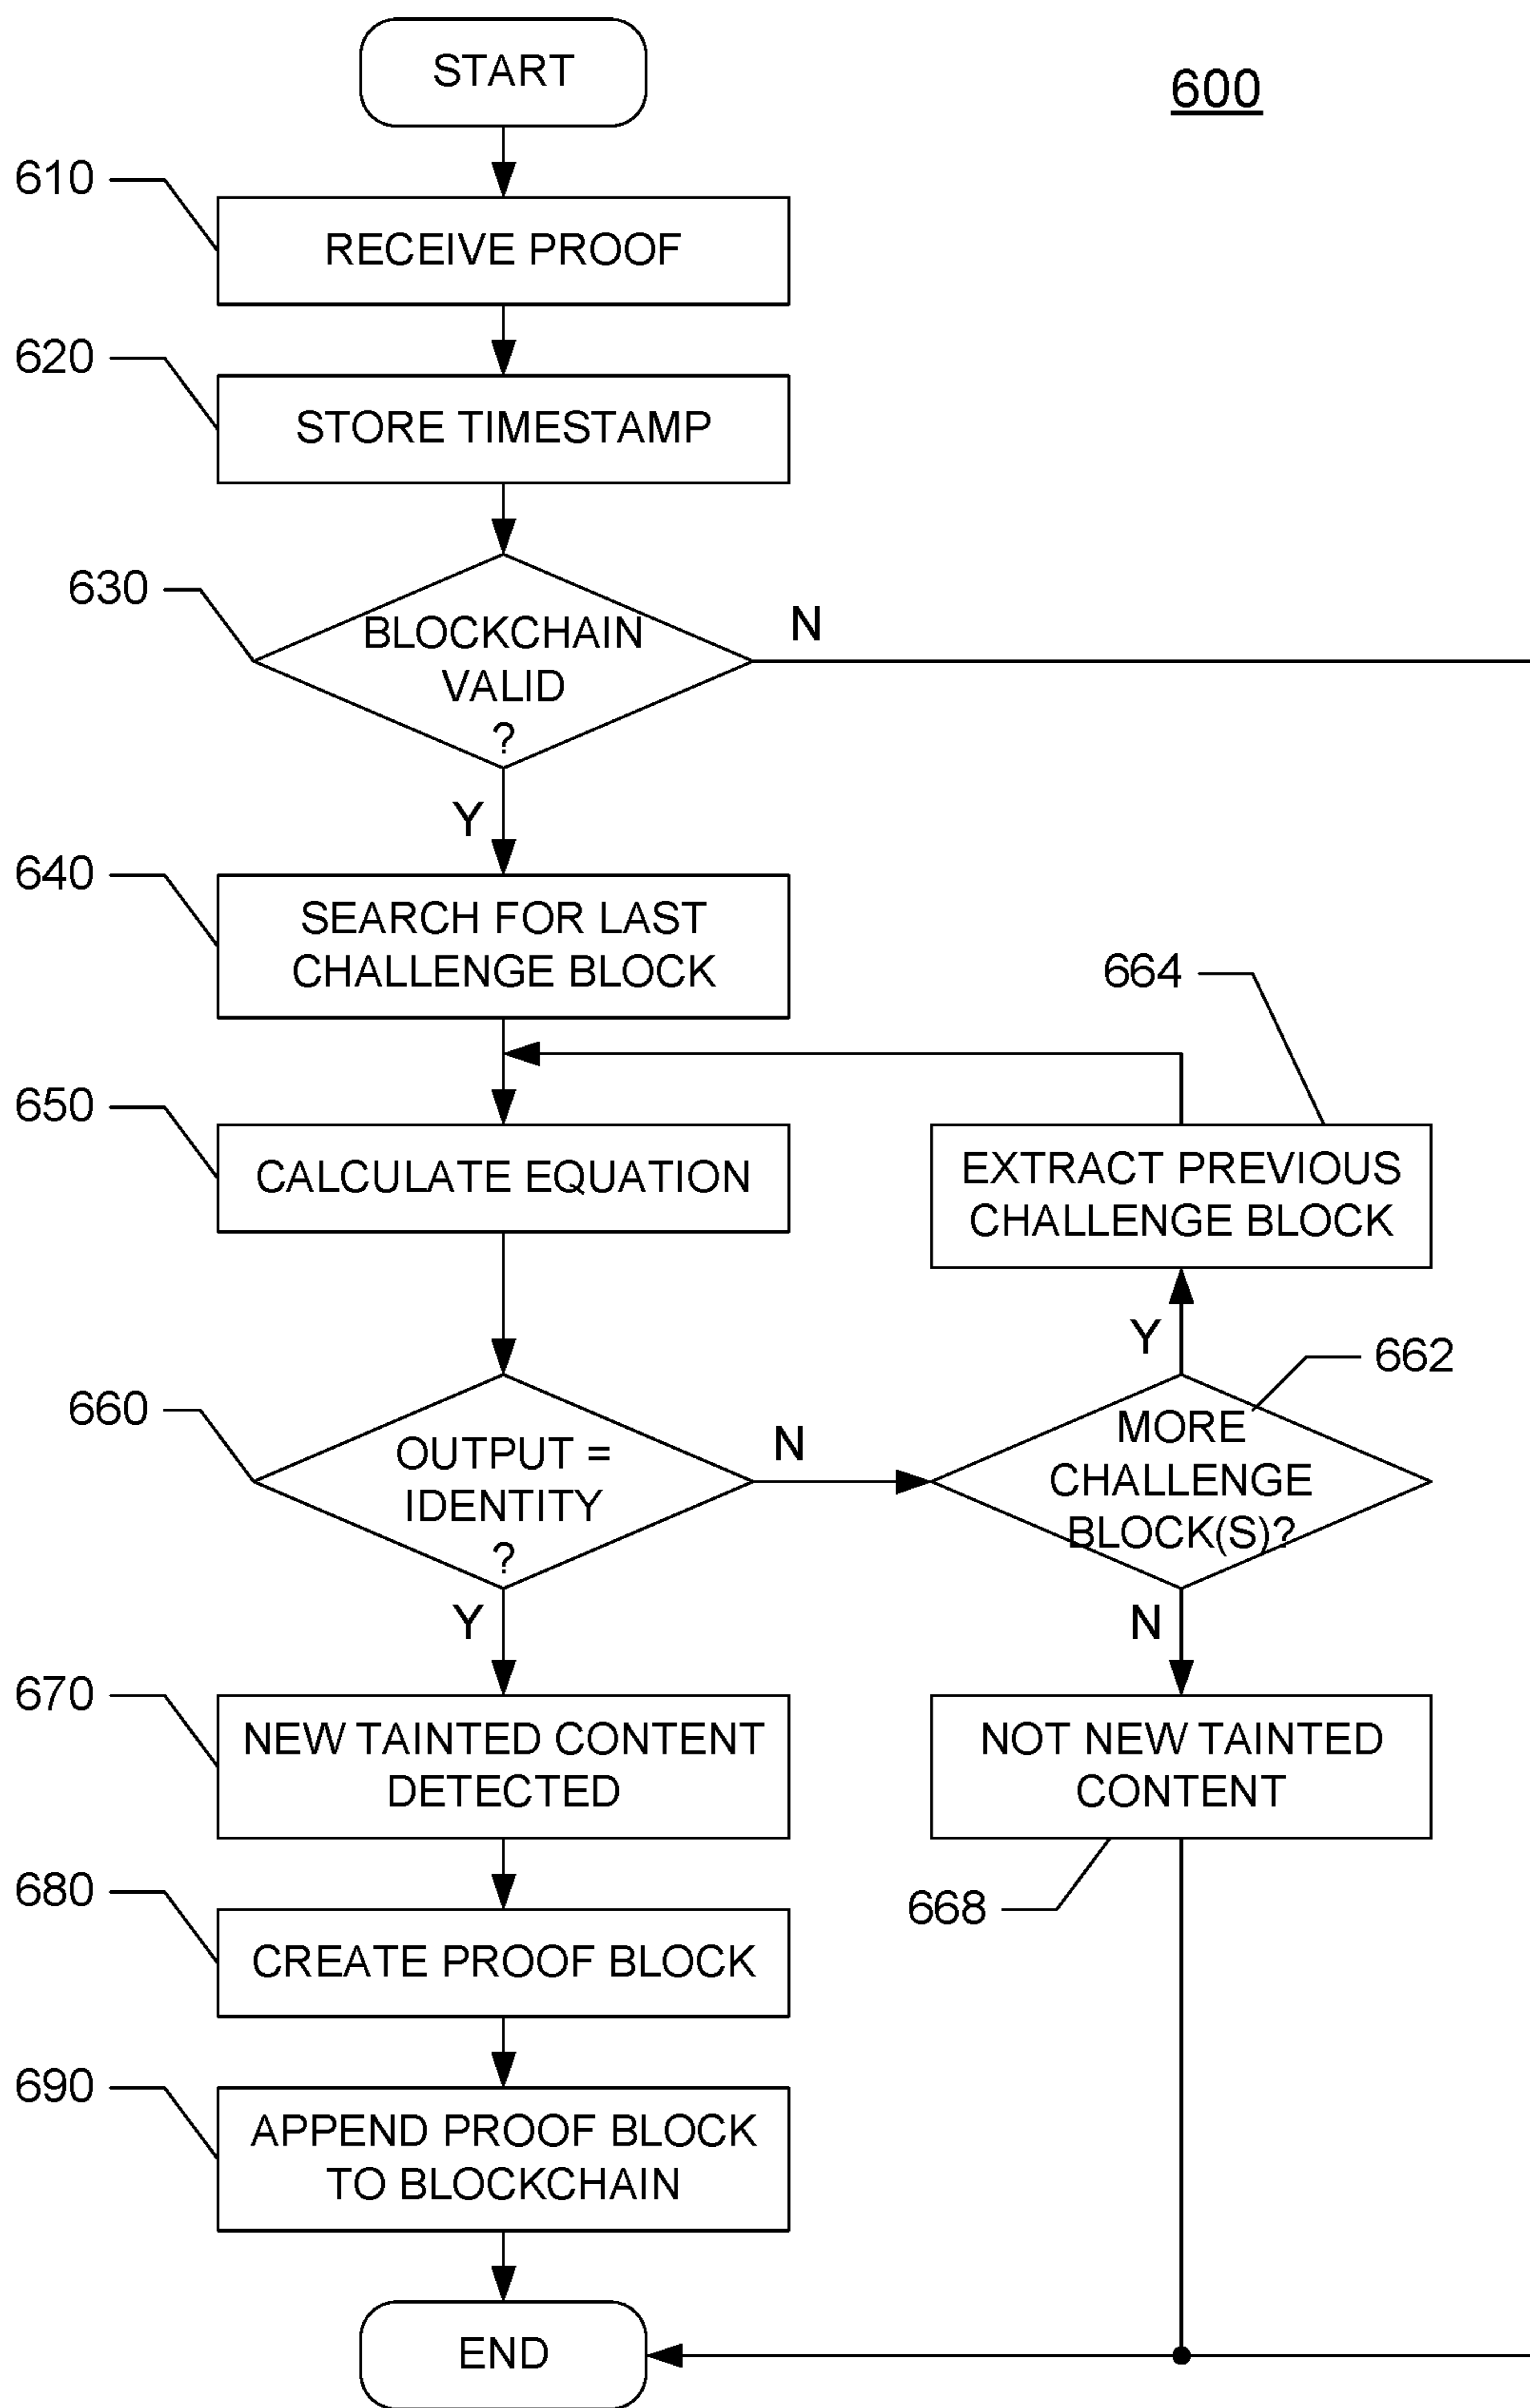 START
600
610
RECEIVE PROOF
620
STORE TIMESTAMP
630
BLOCKCHAIN
VALID
?
N
Y
640
SEARCH FOR LAST
CHALLENGE BLOCK
664
650
CALCULATE EQUATION
EXTRACT PREVIOUS
CHALLENGE BLOCK
Y
662
660
OUTPUT =
IDENTITY
?
N
MORE
CHALLENGE
BLOCK(S)?
Y
N
670
NEW TAINTED CONTENT
DETECTED
NOT NEW TAINTED
CONTENT
668
680
CREATE PROOF BLOCK
690
APPEND PROOF BLOCK
TO BLOCKCHAIN
END